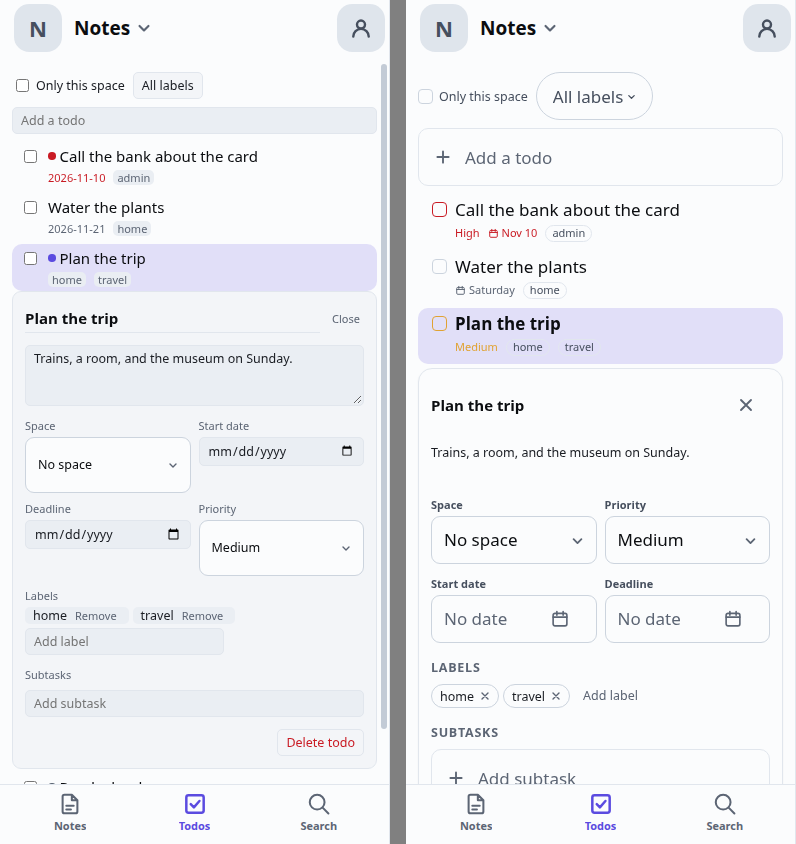 N Notes
Only this space All labels
Add a todo
Call the bank about the card
2026-11-10 admin
Water the plants
2026-11-21 home
Plan the trip
home travel
Plan the trip Close
Trains, a room, and the museum on Sunday.
Space Start date
No space mm/dd/yyyy
Deadline Priority
mm/dd/yyyy Medium
Labels
home Remove travel Remove
Add label
Subtasks
Add subtask
Delete todo
Notes Todos Search
N Notes
Only this space All labels
Add a todo
Call the bank about the card
High Nov 10 admin
Water the plants
Saturday home
Plan the trip
Medium home travel
Plan the trip
Trains, a room, and the museum on Sunday.
Space Priority
No space Medium
Start date Deadline
No date No date
LABELS
home travel Add label
SUBTASKS
Add subtask
Notes Todos Search